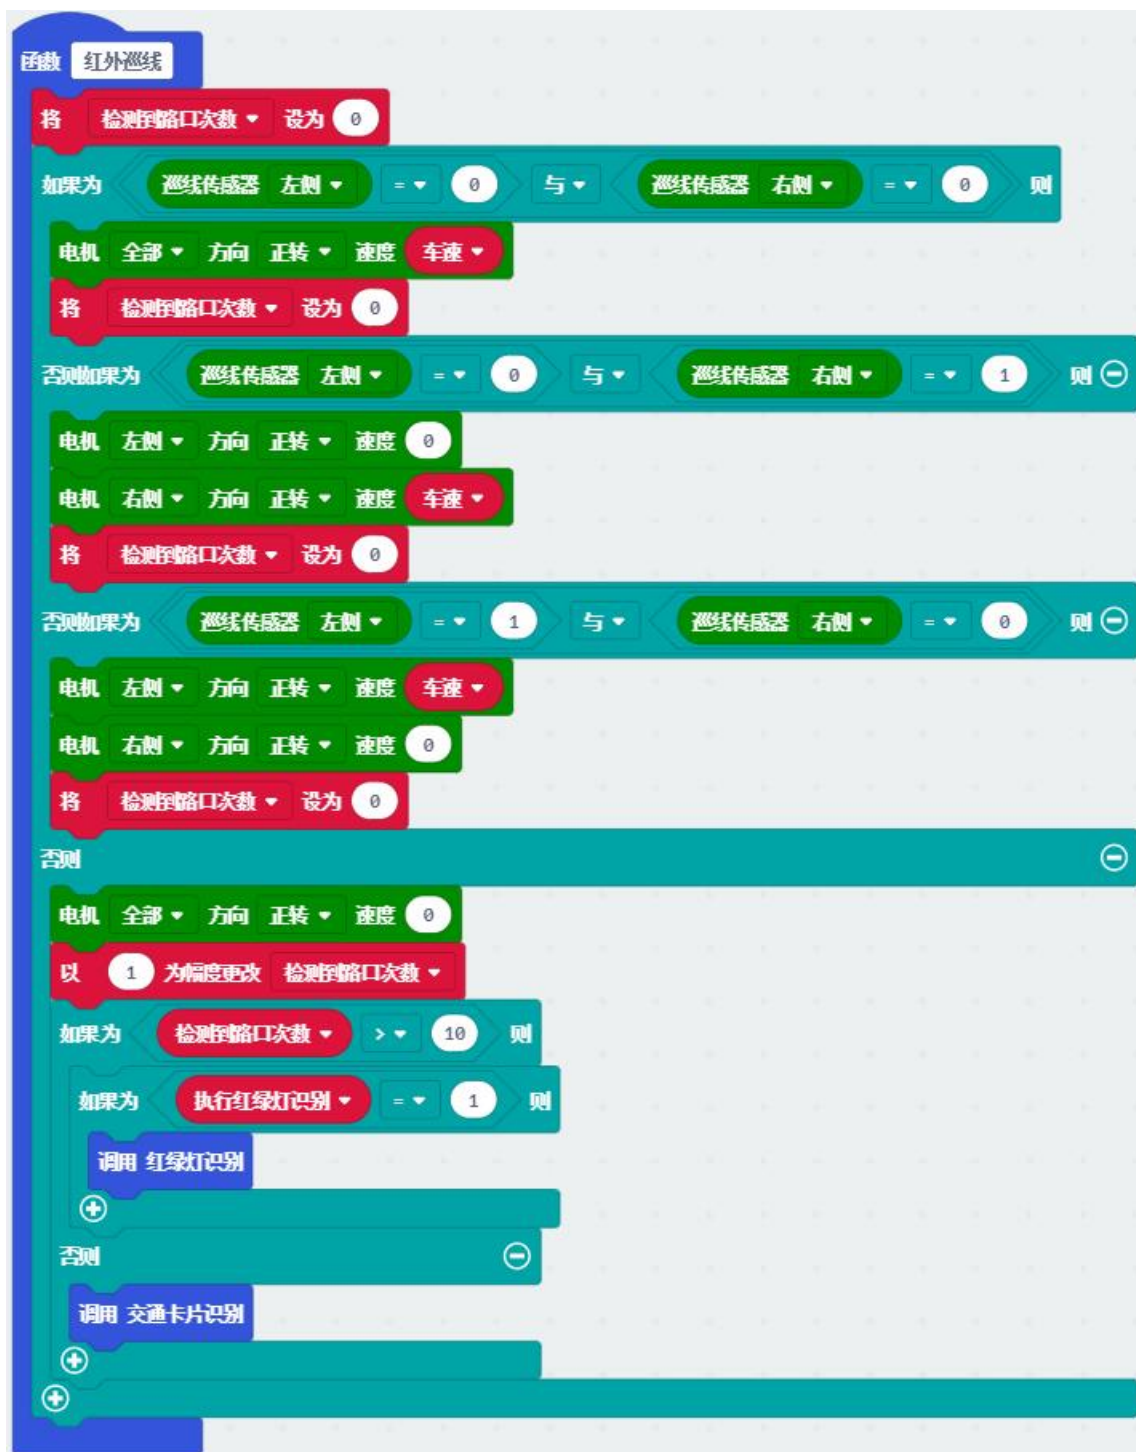 函数 红外巡线
将 检测到路口次数 设为 0
如果为 巡线传感器 左侧 = 0 与 巡线传感器 右侧 = 0 则
电机 全部 方向 正转 速度 车速
将 检测到路口次数 设为 0
否则如果为 巡线传感器 左侧 = 0 与 巡线传感器 右侧 = 1 则
电机 左侧 方向 正转 速度 0
电机 右侧 方向 正转 速度 车速
将 检测到路口次数 设为 0
否则如果为 巡线传感器 左侧 = 1 与 巡线传感器 右侧 = 0 则
电机 左侧 方向 正转 速度 车速
电机 右侧 方向 正转 速度 0
将 检测到路口次数 设为 0
否则
电机 全部 方向 正转 速度 0
以 1 为幅度更改 检测到路口次数
如果为 检测到路口次数 > 10 则
如果为 执行红绿灯识别 = 1 则
调用 红绿灯识别
否则
调用 交通卡片识别